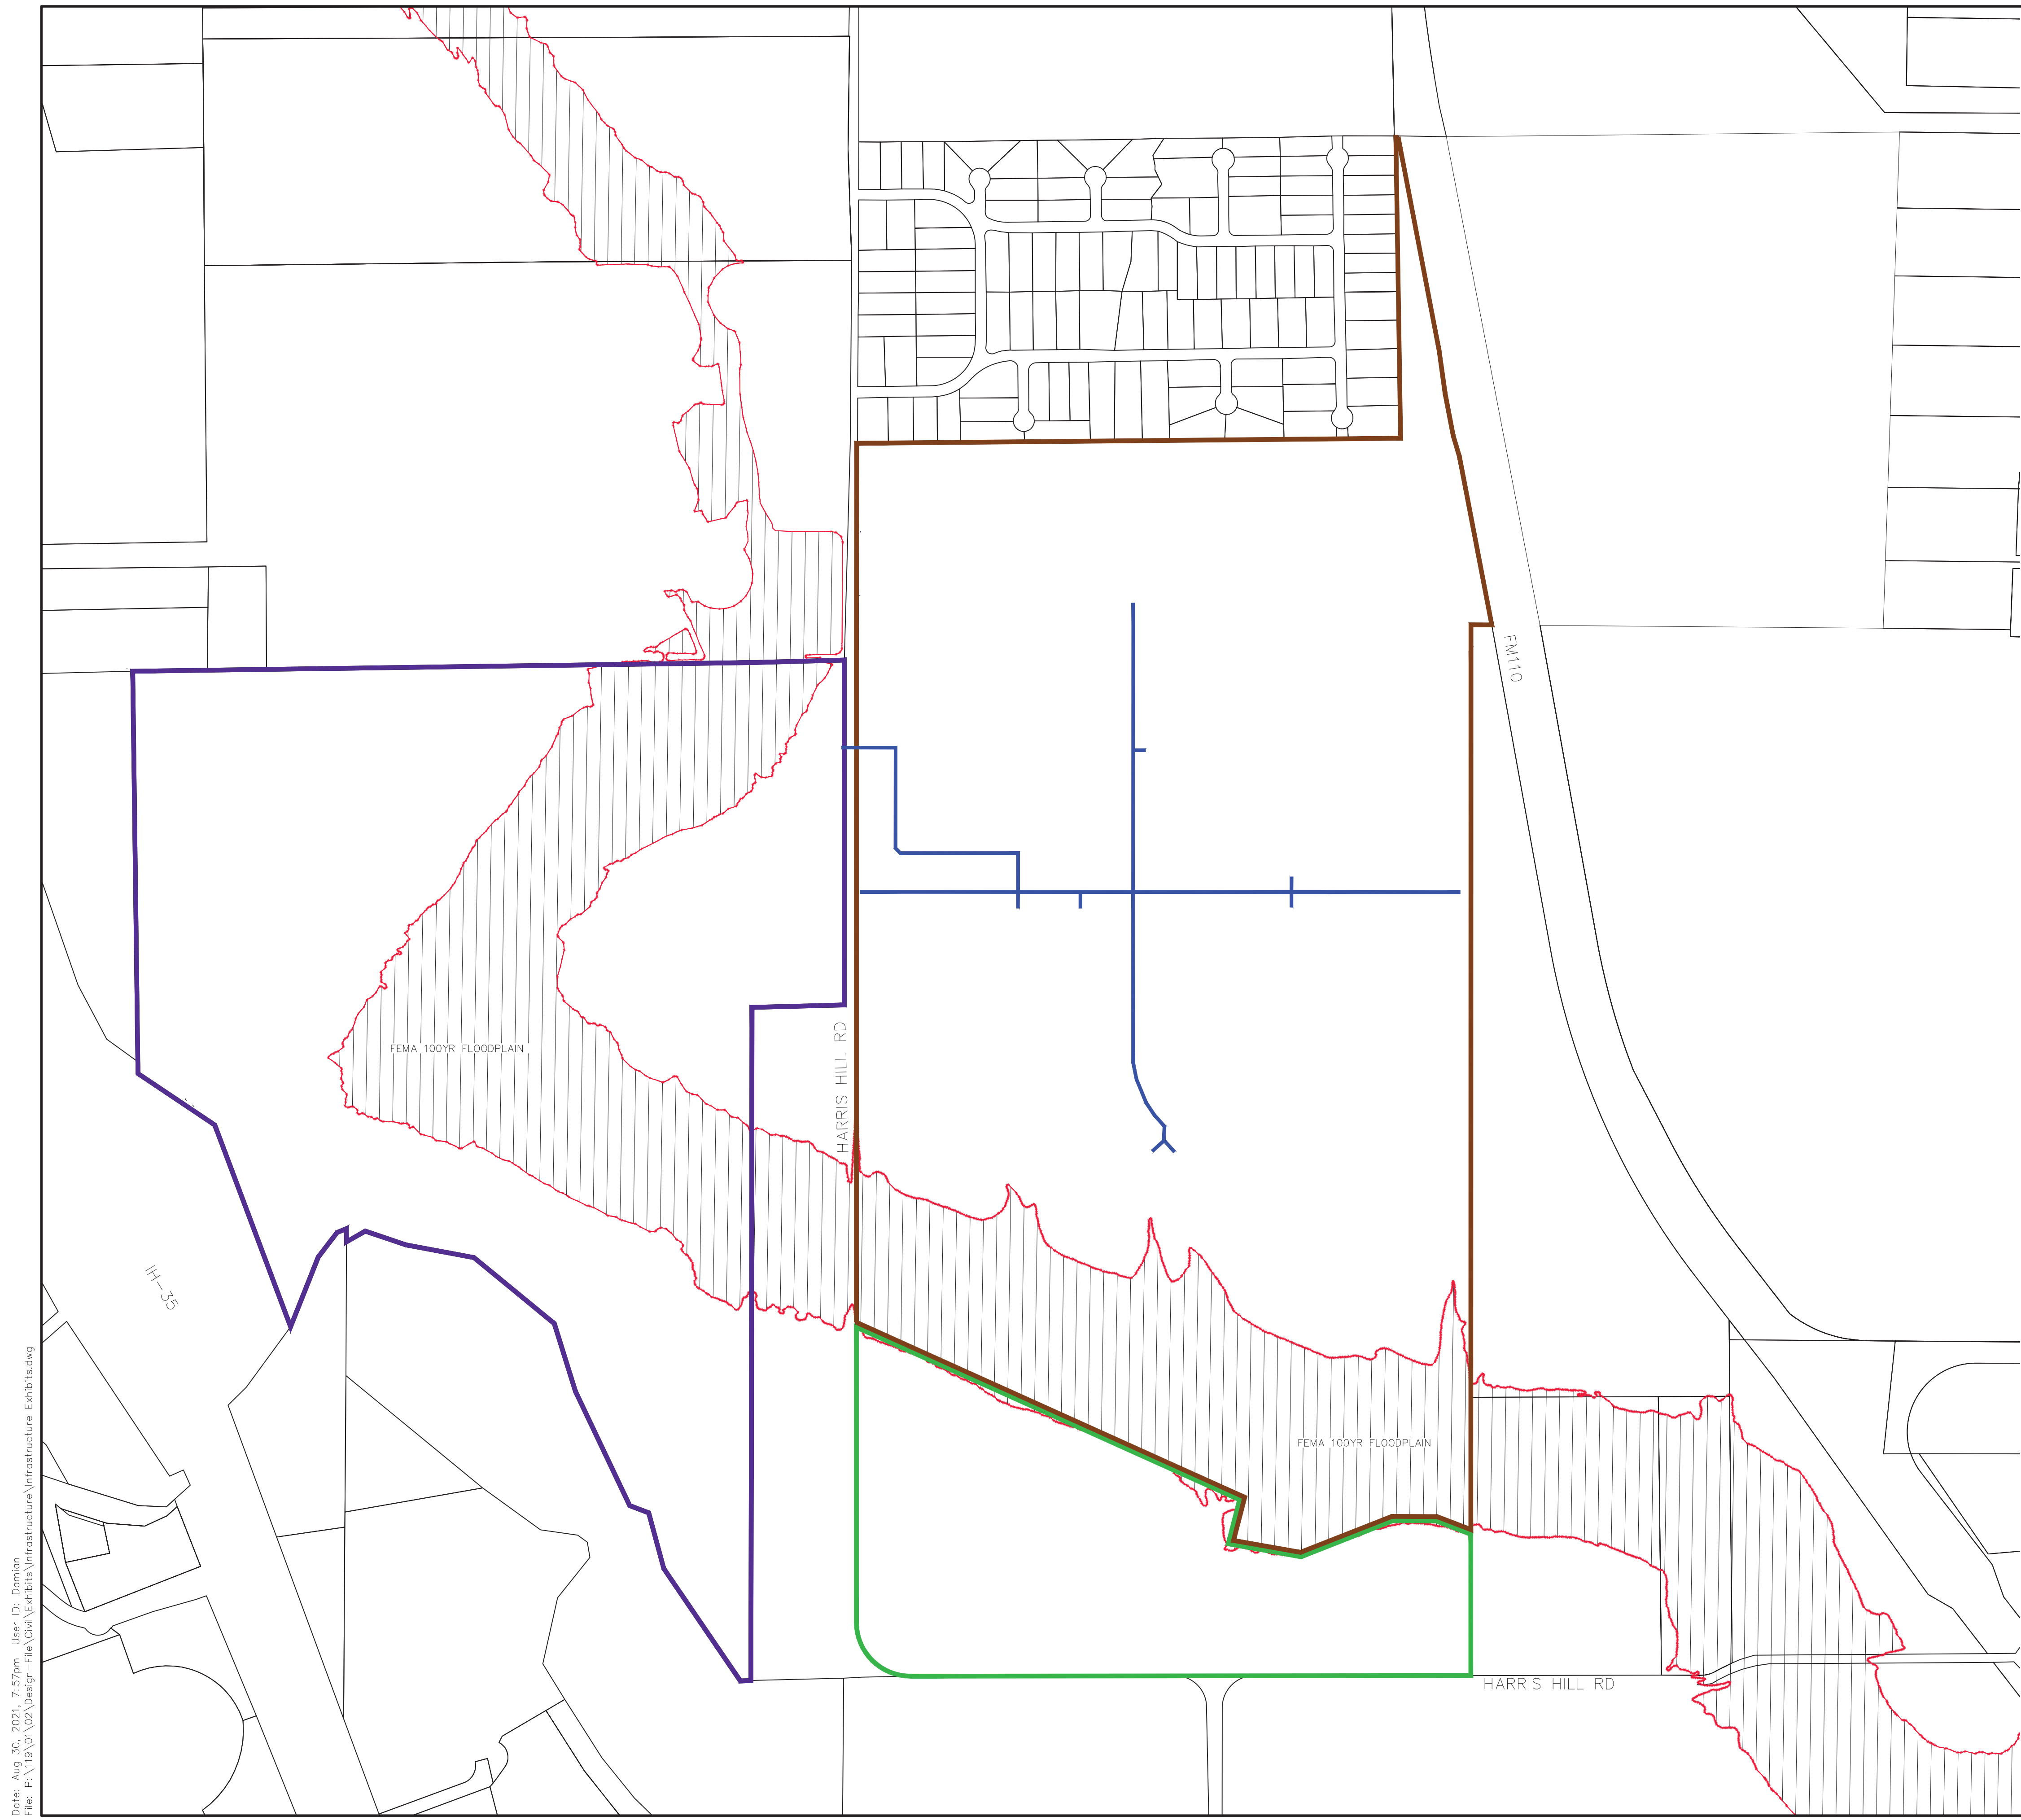 FM110
FEMA 100YR FLOODPLAIN
HARRIS HILL RD
IH-35
FEMA 100YR FLOODPLAIN
HARRIS HILL RD
Date: Aug 30, 2021, 7:57pm User ID: Damian
File: P:\119\01\02\Design-File\Civil\Exhibits\Infrastructure\Infrastructure Exhibits.dwg